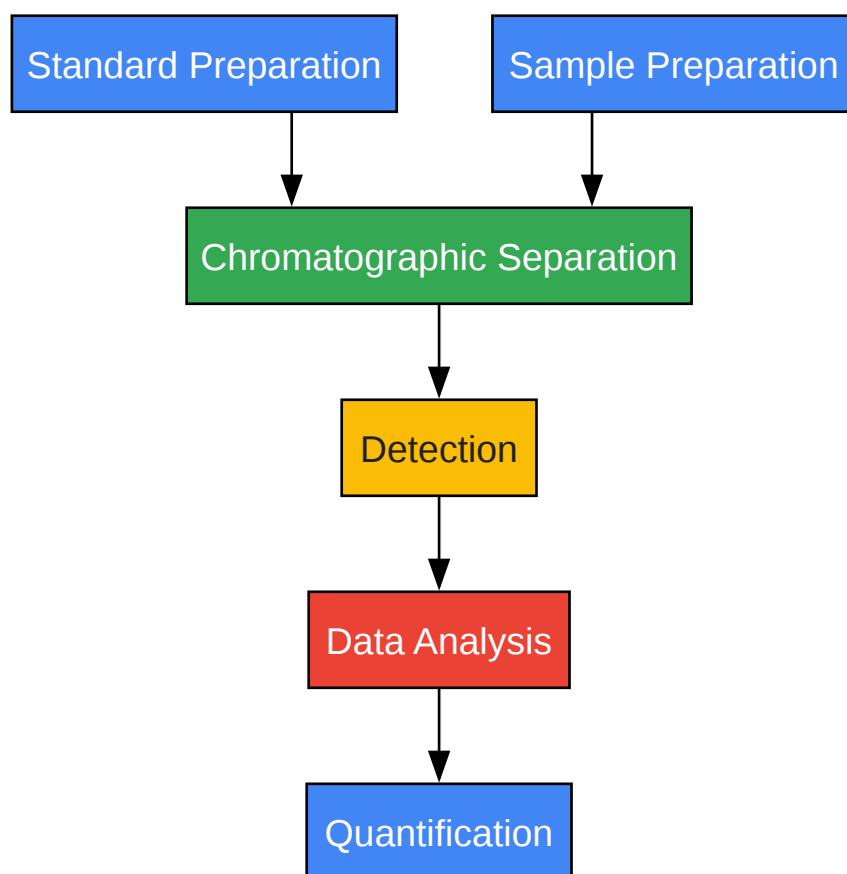 Standard Preparation
Sample Preparation
Chromatographic Separation
Detection
Data Analysis
Quantification